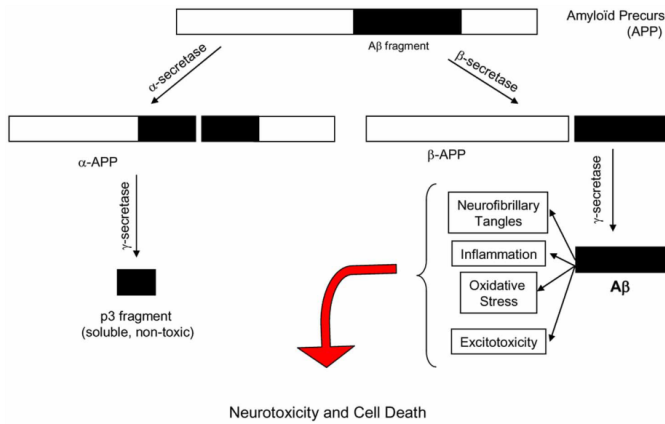 Amyloïd Precurs
(APP)
Aβ fragment
α-secretase
β-secretase
α-APP
β-APP
γ-secretase
γ-secretase
Neurofibrillary
Tangles
Inflammation
Oxidative
Stress
Excitotoxicity
Aβ
p3 fragment
(soluble, non-toxic)
Neurotoxicity and Cell Death